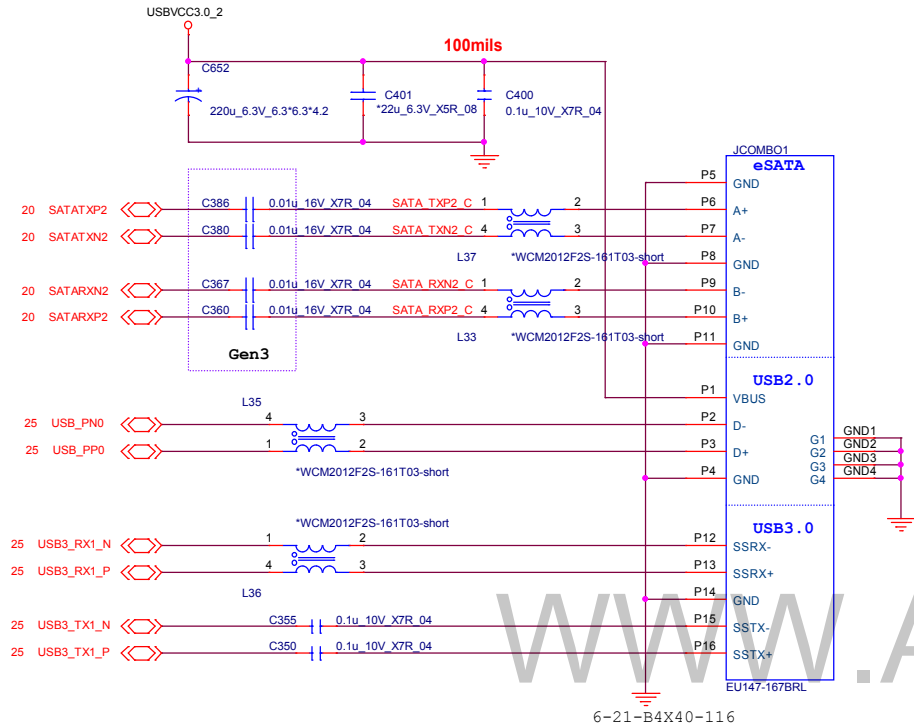 USBVCC3.0_2
100mils
C652
+
220u_6.3V_6.3*6.3*4.2
C401
*22u_6.3V_X5R_08
C400
0.1u_10V_X7R_04
JCOMBO1
eSATA
P5 GND
20 SATATXP2 C386 0.01u_16V_X7R_04 SATA_TXP2_C 1 2 P6 A+
20 SATATXN2 C380 0.01u_16V_X7R_04 SATA_TXN2_C 4 3 P7 A-
L37 *WCM2012F2S-161T03-short
P8 GND
20 SATARXN2 C367 0.01u_16V_X7R_04 SATA_RXN2_C 1 2 P9 B-
20 SATARXP2 C360 0.01u_16V_X7R_04 SATA_RXP2_C 4 3 P10 B+
L33 *WCM2012F2S-161T03-short
P11 GND
Gen3
USB2.0
P1 VBUS
L35
25 USB_PN0 4 3 P2 D-
25 USB_PP0 1 2 P3 D+
*WCM2012F2S-161T03-short
P4 GND
G1 GND1
G2 GND2
G3 GND3
G4 GND4
USB3.0
*WCM2012F2S-161T03-short
25 USB3_RX1_N 1 2 P12 SSRX-
25 USB3_RX1_P 4 3 P13 SSRX+
L36
P14 GND
25 USB3_TX1_N C355 0.1u_10V_X7R_04 P15 SSTX-
25 USB3_TX1_P C350 0.1u_10V_X7R_04 P16 SSTX+
EU147-167BRL
6-21-B4X40-116
WWW.A